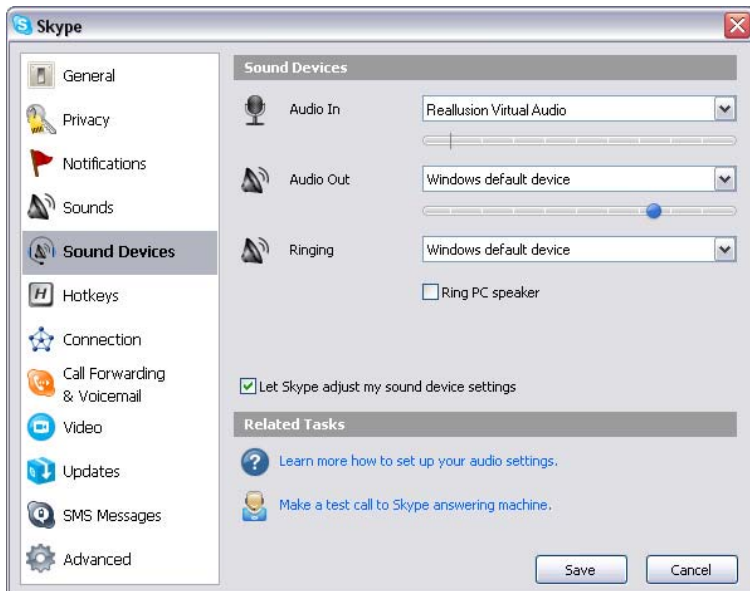 Skype
General
Privacy
Notifications
Sounds
Sound Devices
Hotkeys
Connection
Call Forwarding
& Voicemail
Video
Updates
SMS Messages
Advanced
Sound Devices
Audio In
Reallusion Virtual Audio
Audio Out
Windows default device
Ringing
Windows default device
Ring PC speaker
Let Skype adjust my sound device settings
Related Tasks
Learn more how to set up your audio settings.
Make a test call to Skype answering machine.
Save
Cancel